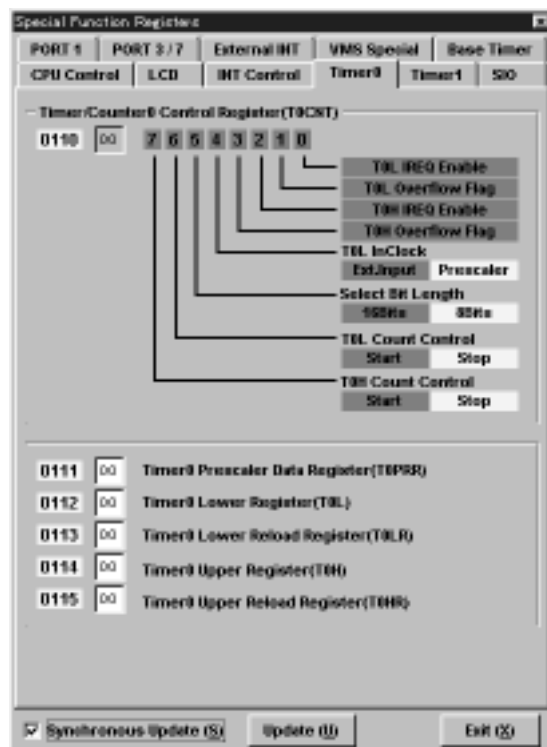 Special Function Registers
PORT 1 PORT 3 / 7 External INT VMS Special Base Timer
CPU Control LCD INT Control Timer0 Timer1 SIO
Timer/Counter0 Control Register(T0CNT)
0110 00 7 6 5 4 3 2 1 0
T0L IREQ Enable
T0L Overflow Flag
T0H IREQ Enable
T0H Overflow Flag
T0L InClock
Ext.Input Prescaler
Select Bit Length
16Bits 8Bits
T0L Count Control
Start Stop
T0H Count Control
Start Stop
0111 00 Timer0 Prescaler Data Register(T0PRR)
0112 00 Timer0 Lower Register(T0L)
0113 00 Timer0 Lower Reload Register(T0LR)
0114 00 Timer0 Upper Register(T0H)
0115 00 Timer0 Upper Reload Register(T0HR)
Synchronous Update (S) Update (U) Exit (X)